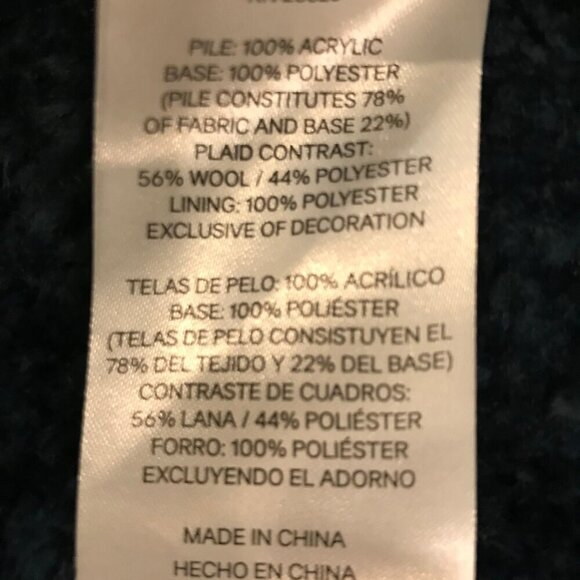 PILE: 100% ACRYLIC
BASE: 100% POLYESTER
(PILE CONSTITUTES 78%
OF FABRIC AND BASE 22%)
PLAID CONTRAST:
56% WOOL / 44% POLYESTER
LINING: 100% POLYESTER
EXCLUSIVE OF DECORATION
TELAS DE PELO: 100% ACRÍLICO
BASE: 100% POLIÉSTER
(TELAS DE PELO CONSISTUYEN EL
78% DEL TEJIDO Y 22% DEL BASE)
CONTRASTE DE CUADROS:
56% LANA / 44% POLIÉSTER
FORRO: 100% POLIÉSTER
EXCLUYENDO EL ADORNO
MADE IN CHINA
HECHO EN CHINA